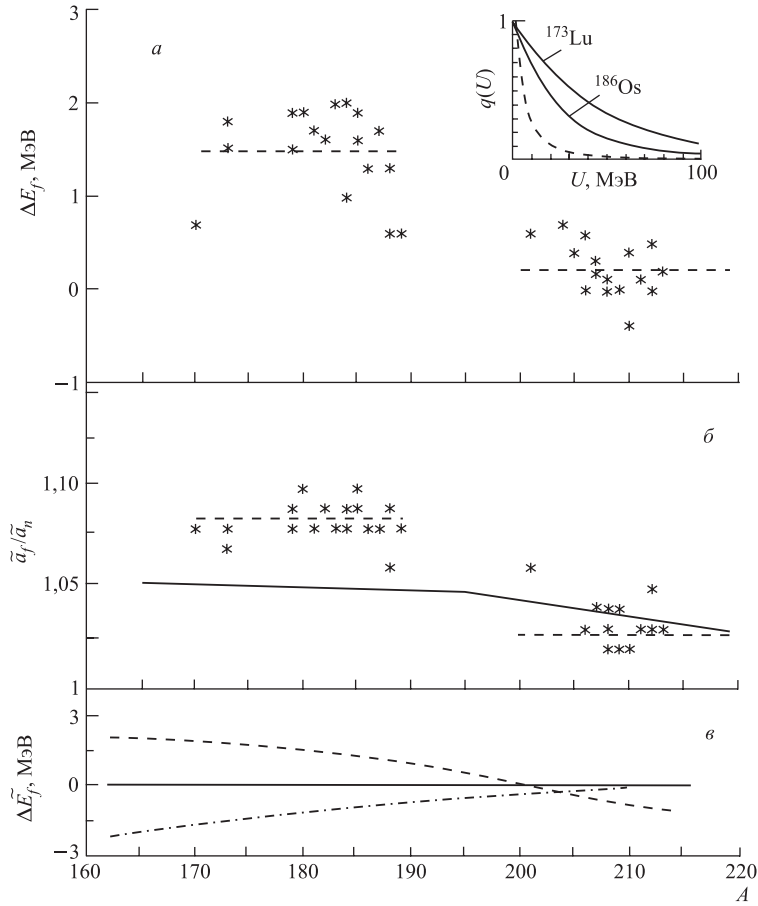 3
а
1
¹⁷³Lu
¹⁸⁶Os
q(U)
0
100
U, МэВ
2
1
0
−1
ΔE_f, МэВ
б
1,10
1,05
1
ã_f/ã_n
3
в
0
−3
ΔẼ_f, МэВ
160
170
180
190
200
210
220
A